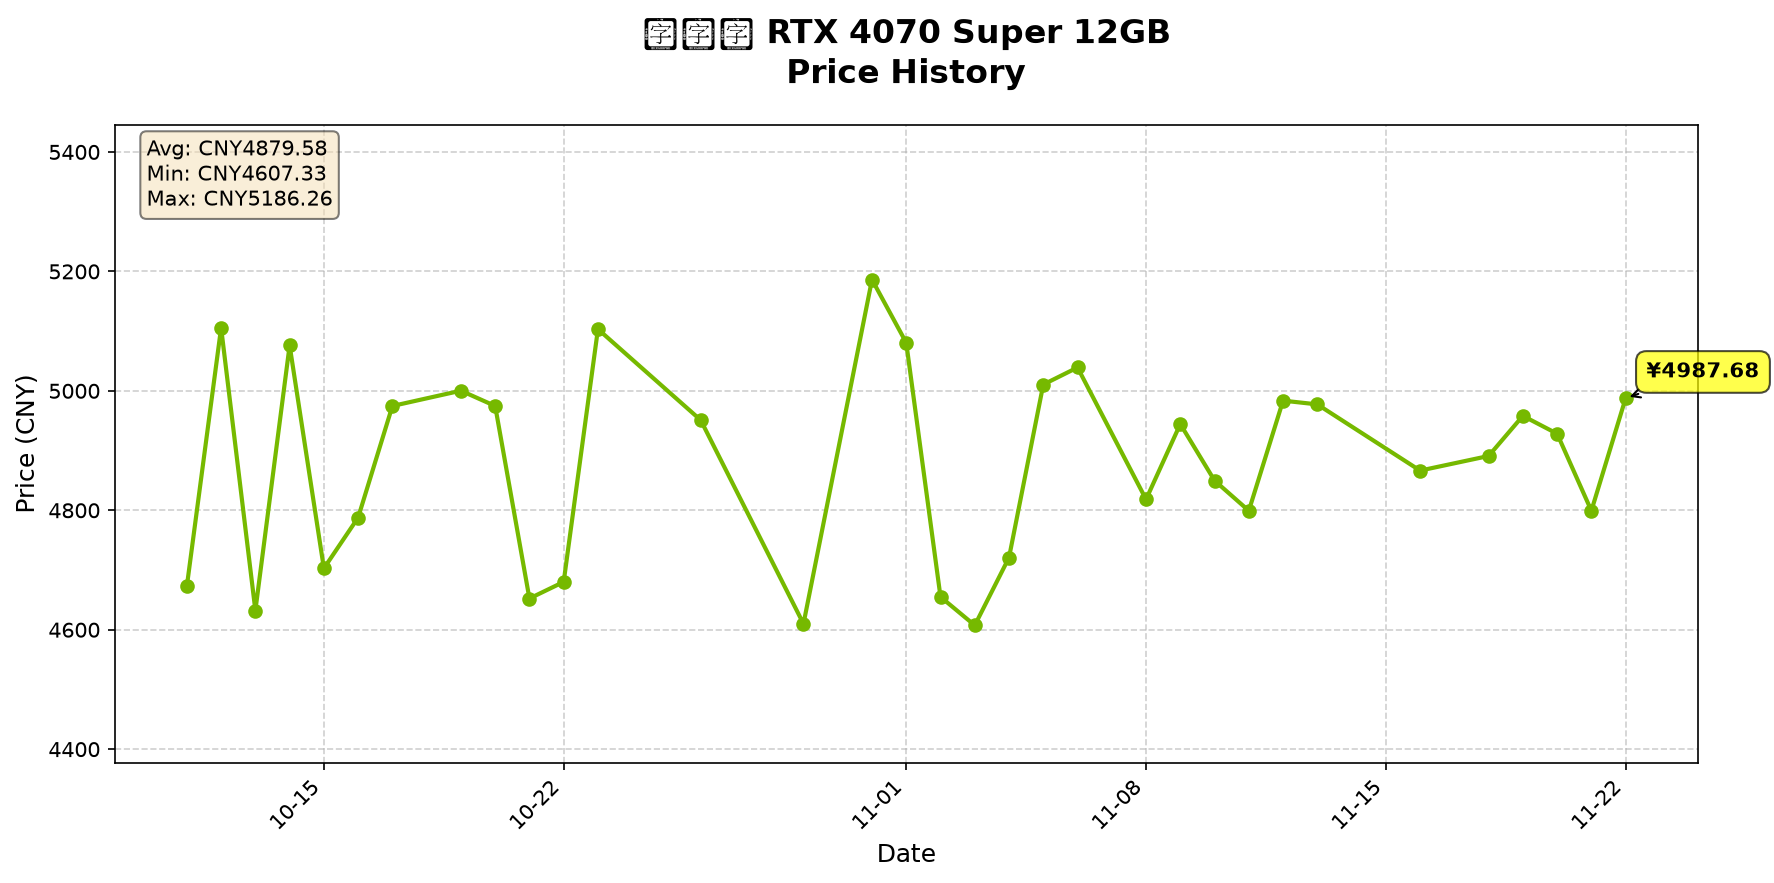 RTX 4070 Super 12GB
Price History
Avg: CNY4879.58
Min: CNY4607.33
Max: CNY5186.26
Price (CNY)
5400
5200
5000
4800
4600
4400
¥4987.68
10-15
10-22
11-01
11-08
11-15
11-22
Date